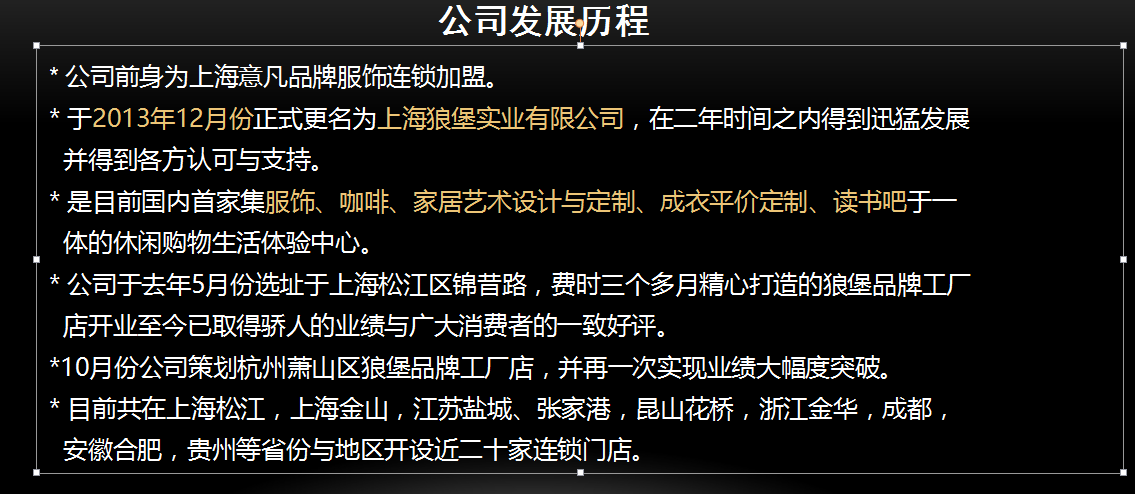 公司发展历程
* 公司前身为上海意凡品牌服饰连锁加盟。
* 于2013年12月份正式更名为上海狼堡实业有限公司，在二年时间之内得到迅猛发展
并得到各方认可与支持。
* 是目前国内首家集服饰、咖啡、家居艺术设计与定制、成衣平价定制、读书吧于一
体的休闲购物生活体验中心。
* 公司于去年5月份选址于上海松江区锦昔路，费时三个多月精心打造的狼堡品牌工厂
店开业至今已取得骄人的业绩与广大消费者的一致好评。
*10月份公司策划杭州萧山区狼堡品牌工厂店，并再一次实现业绩大幅度突破。
* 目前共在上海松江，上海金山，江苏盐城、张家港，昆山花桥，浙江金华，成都，
安徽合肥，贵州等省份与地区开设近二十家连锁门店。